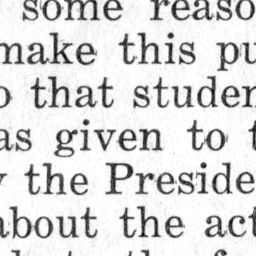 some reaso
make this pu
o that studen
as given to t
the Preside
about the act